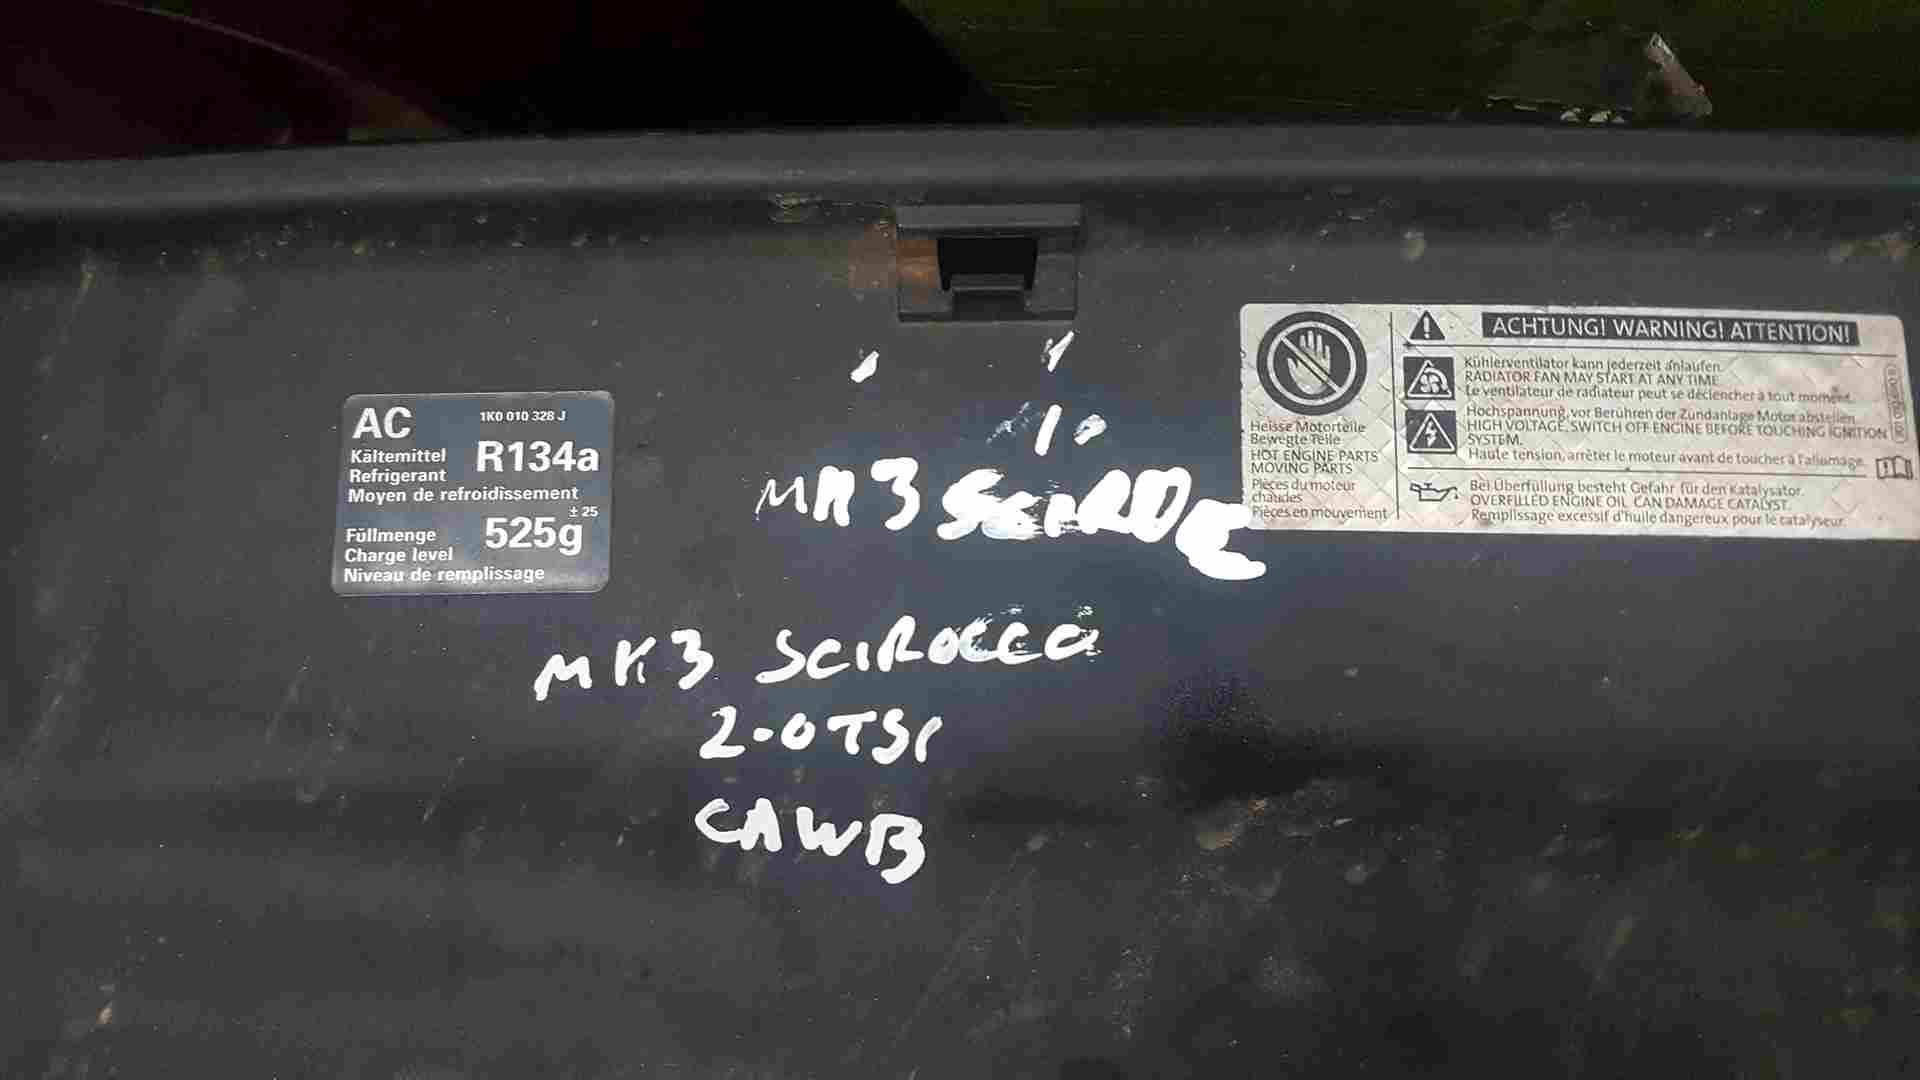 AC 1K0 010 328 J
Kältemittel
Refrigerant R134a
Moyen de refroidissement
± 25
Füllmenge 525g
Charge level
Niveau de remplissage
MK3
MK3 SCIROCCO
2.0TSI
CAWB
ACHTUNG! WARNING! ATTENTION!
Heisse Motorteile
Bewegte Teile
HOT ENGINE PARTS
MOVING PARTS
Pièces du moteur
chaudes
Pièces en mouvement
Kühlerventilator kann jederzeit anlaufen.
RADIATOR FAN MAY START AT ANY TIME
Le ventilateur de radiateur peut se déclencher à tout moment.
Hochspannung, vor Berühren der Zündanlage Motor abstellen.
HIGH VOLTAGE, SWITCH OFF ENGINE BEFORE TOUCHING IGNITION
SYSTEM.
Haute tension, arrêter le moteur avant de toucher à l'allumage.
Bei Überfüllung besteht Gefahr für den Katalysator.
OVERFILLED ENGINE OIL CAN DAMAGE CATALYST.
Remplissage excessif d'huile dangereux pour le catalyseur.